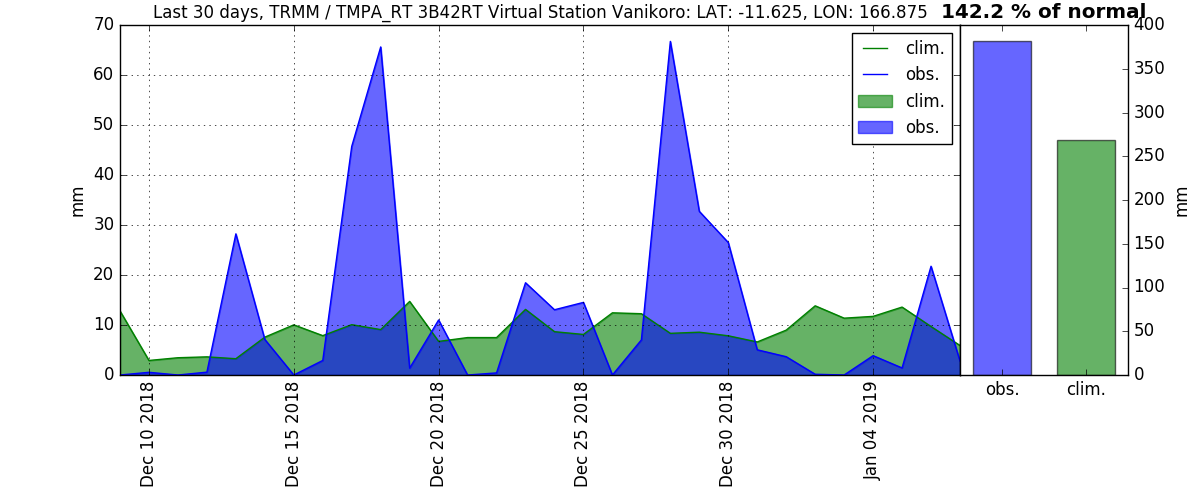 Last 30 days, TRMM / TMPA_RT 3B42RT Virtual Station Vanikoro: LAT: -11.625, LON: 166.875 142.2 % of normal
70
60
50
40
30
20
10
0
mm
Dec 10 2018
Dec 15 2018
Dec 20 2018
Dec 25 2018
Dec 30 2018
Jan 04 2019
clim.
obs.
clim.
obs.
400
350
300
250
200
150
100
50
0
mm
obs. clim.